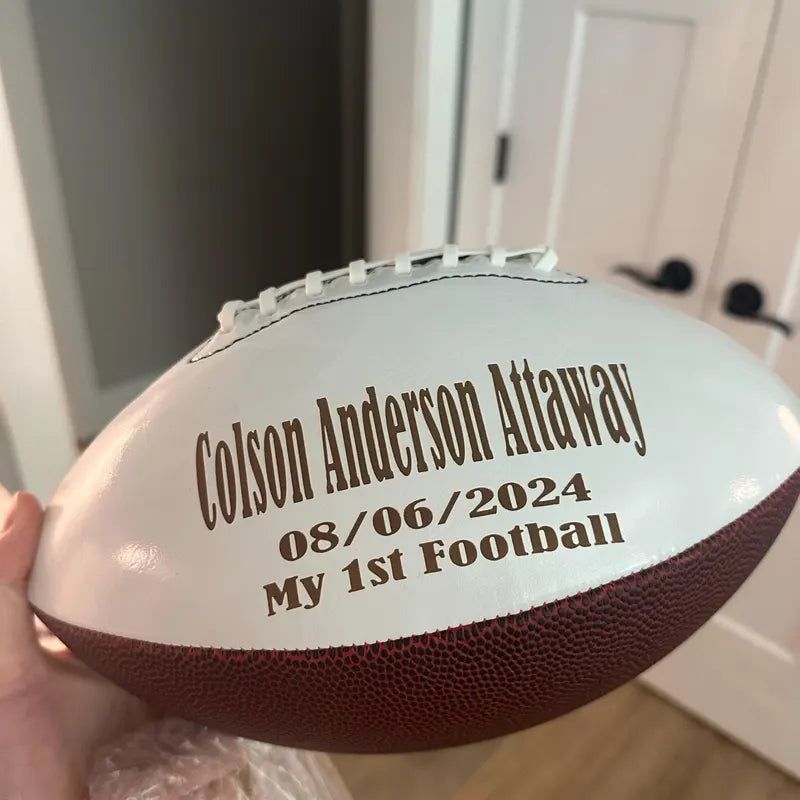 Colson Anderson Attaway
08/06/2024
My 1st Football